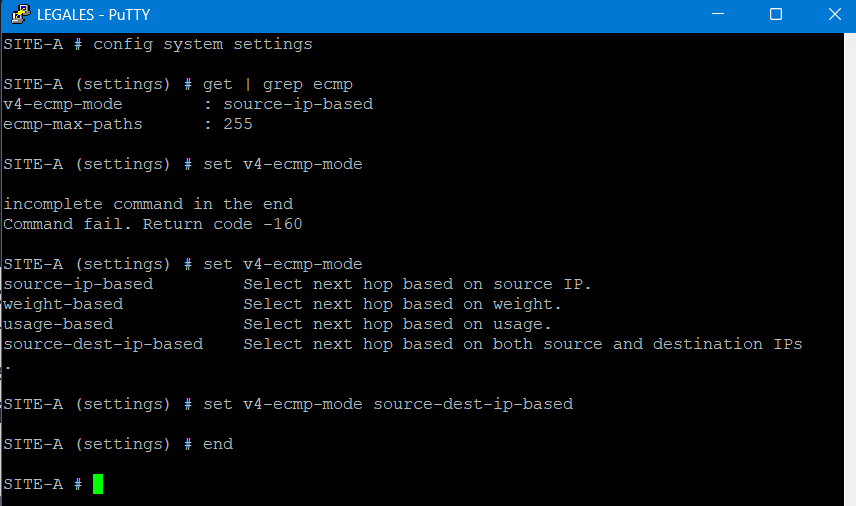 LEGALES - PuTTY
SITE-A # config system settings
SITE-A (settings) # get | grep ecmp
v4-ecmp-mode        : source-ip-based
ecmp-max-paths      : 255
SITE-A (settings) # set v4-ecmp-mode
incomplete command in the end
Command fail. Return code -160
SITE-A (settings) # set v4-ecmp-mode
source-ip-based         Select next hop based on source IP.
weight-based            Select next hop based on weight.
usage-based             Select next hop based on usage.
source-dest-ip-based    Select next hop based on both source and destination IPs
.
SITE-A (settings) # set v4-ecmp-mode source-dest-ip-based
SITE-A (settings) # end
SITE-A #